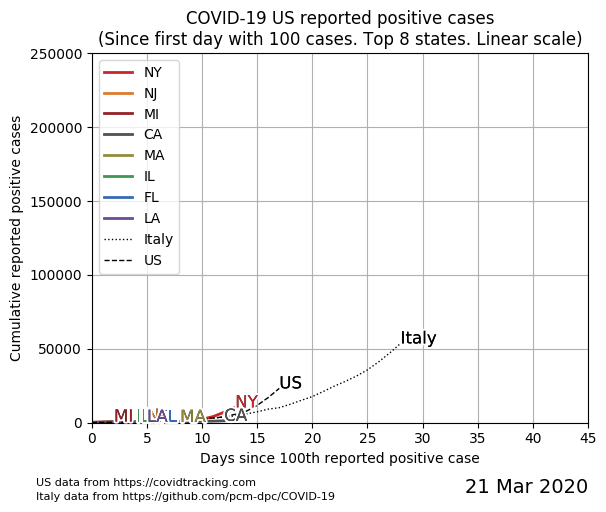 COVID-19 US reported positive cases
(Since first day with 100 cases. Top 8 states. Linear scale)
Cumulative reported positive cases
250000
200000
150000
100000
50000
0
NY
NJ
MI
CA
MA
IL
FL
LA
Italy
US
Italy
US
NY
MI
IL
LA
FL
MA
CA
0 5 10 15 20 25 30 35 40 45
Days since 100th reported positive case
US data from https://covidtracking.com
Italy data from https://github.com/pcm-dpc/COVID-19
21 Mar 2020